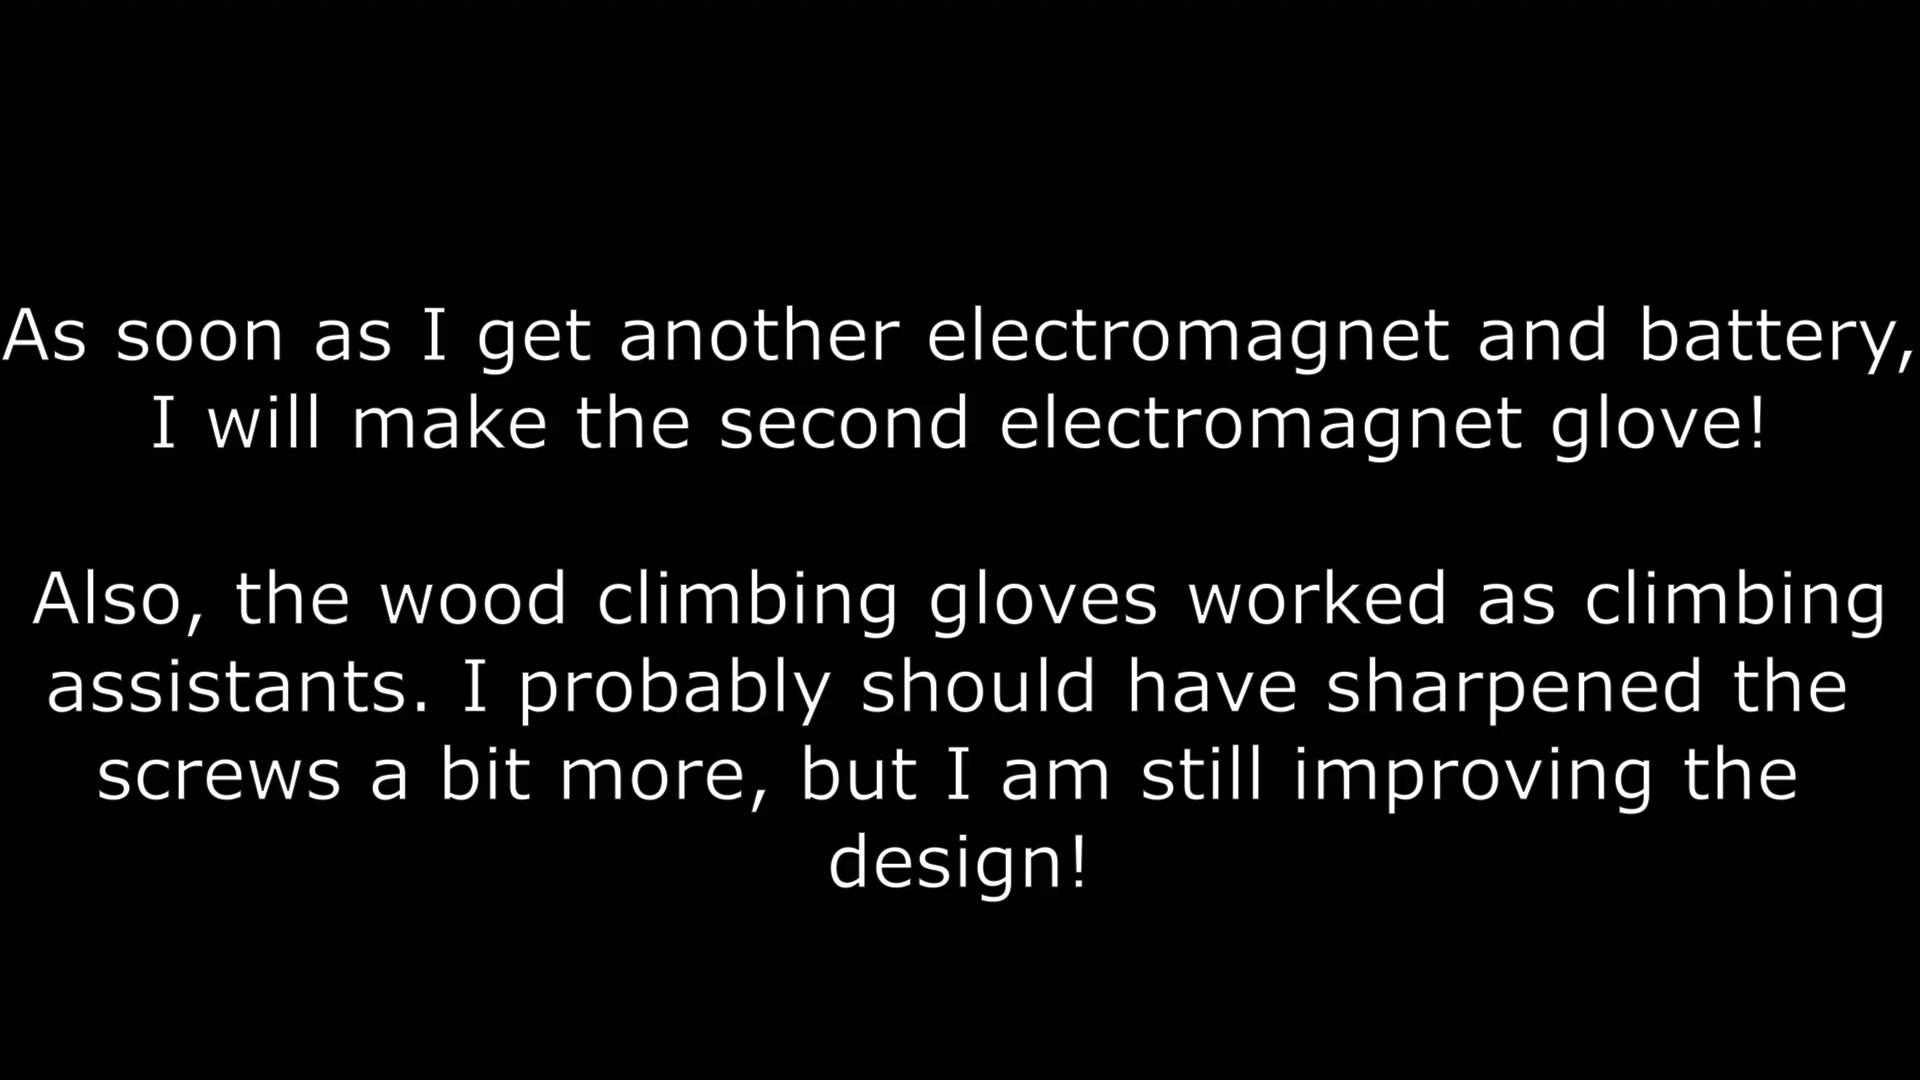 As soon as I get another electromagnet and battery,
I will make the second electromagnet glove!
Also, the wood climbing gloves worked as climbing
assistants. I probably should have sharpened the
screws a bit more, but I am still improving the
design!